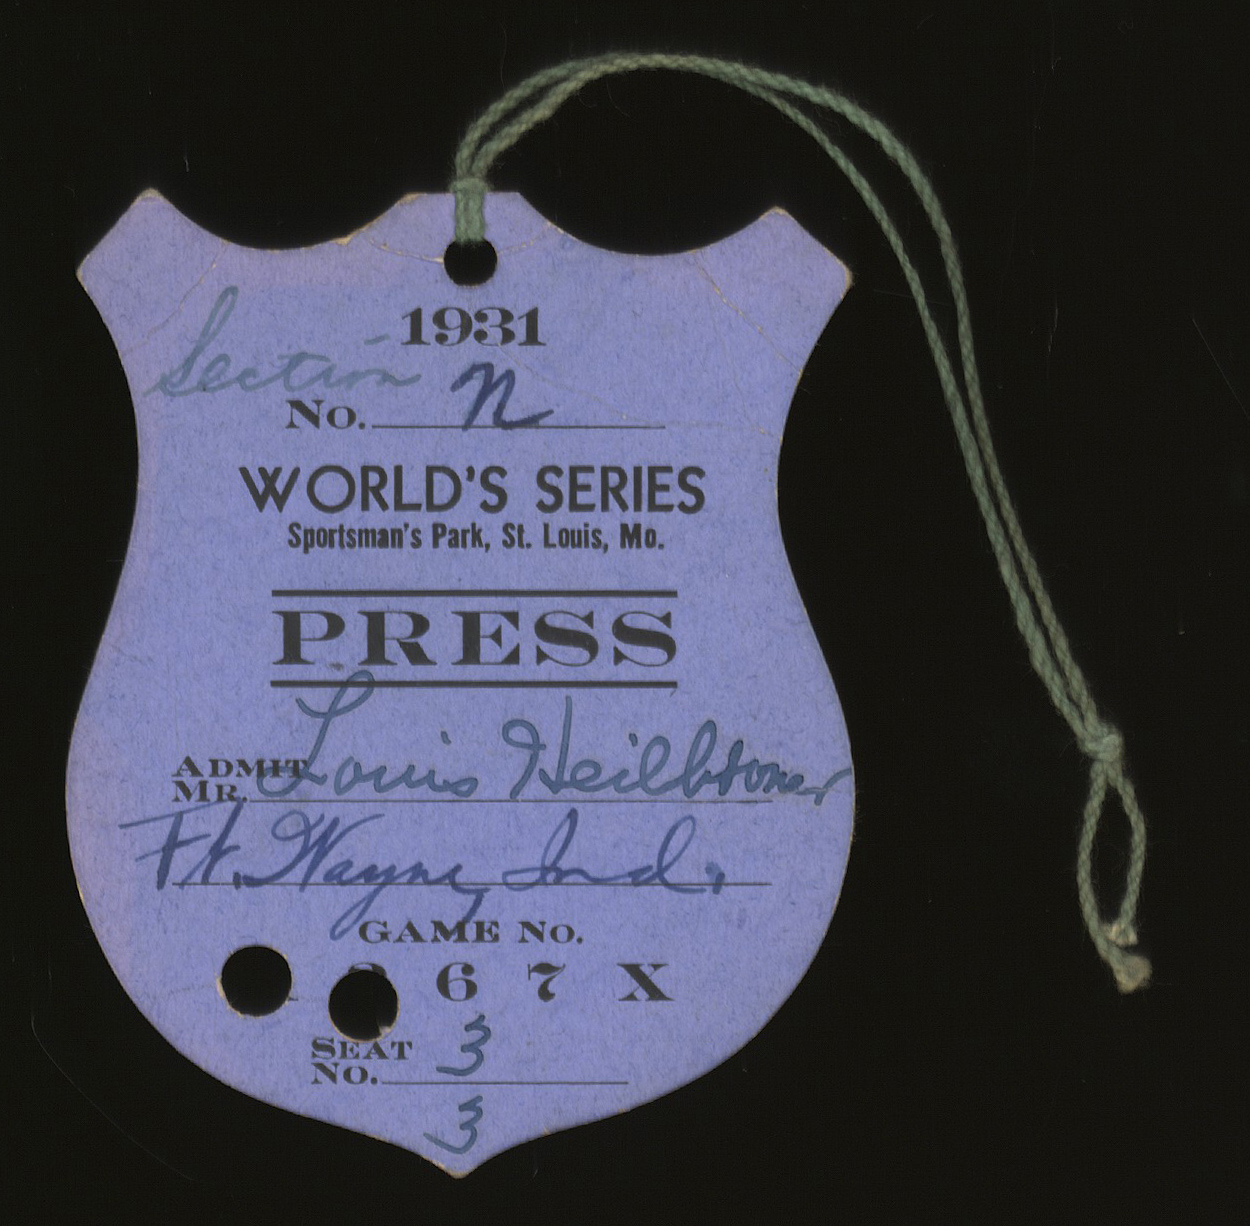 1931
Section
No. N
WORLD'S SERIES
Sportsman's Park, St. Louis, Mo.
PRESS
ADMIT
MR. Louis Heilbroner
Ft. Wayne, Ind.
GAME No.
6 7 X
SEAT
No. 3
3